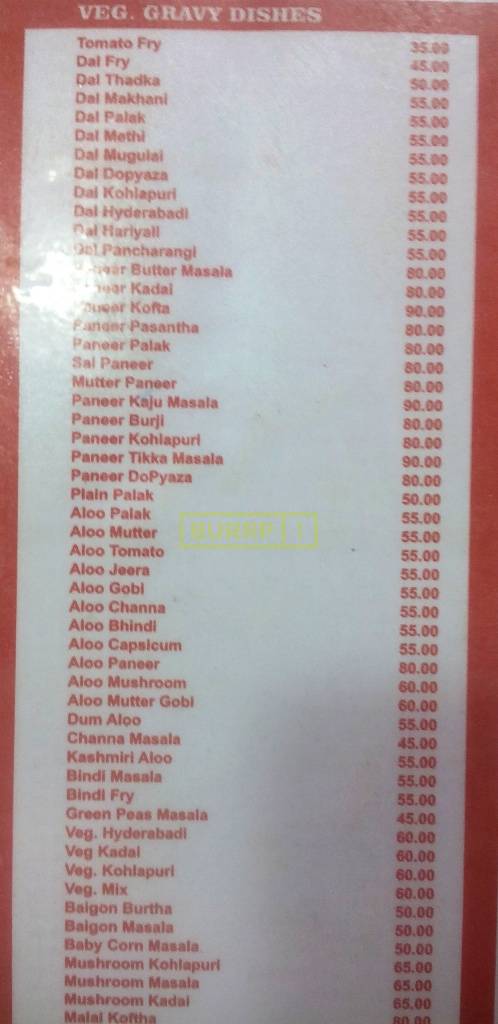 VEG. GRAVY DISHES
Tomato Fry 35.00
Dal Fry 45.00
Dal Thadka 50.00
Dal Makhani 55.00
Dal Palak 55.00
Dal Methi 55.00
Dal Mugulai 55.00
Dal Dopyaza 55.00
Dal Kohlapuri 55.00
Dal Hyderabadi 55.00
Dal Hariyali 55.00
Dal Pancharangi 55.00
Paneer Butter Masala 80.00
Paneer Kadai 80.00
Paneer Kofta 90.00
Paneer Pasantha 80.00
Paneer Palak 80.00
Sai Paneer 80.00
Mutter Paneer 80.00
Paneer Kaju Masala 90.00
Paneer Burji 80.00
Paneer Kohlapuri 80.00
Paneer Tikka Masala 90.00
Paneer DoPyaza 80.00
Plain Palak 50.00
Aloo Palak 55.00
Aloo Mutter 55.00
Aloo Tomato 55.00
Aloo Jeera 55.00
Aloo Gobi 55.00
Aloo Channa 55.00
Aloo Bhindi 55.00
Aloo Capsicum 55.00
Aloo Paneer 80.00
Aloo Mushroom 60.00
Aloo Mutter Gobi 60.00
Dum Aloo 55.00
Channa Masala 45.00
Kashmiri Aloo 55.00
Bindi Masala 55.00
Bindi Fry 55.00
Green Peas Masala 45.00
Veg. Hyderabadi 60.00
Veg Kadai 60.00
Veg. Kohlapuri 60.00
Veg. Mix 60.00
Baigon Burtha 50.00
Baigon Masala 50.00
Baby Corn Masala 50.00
Mushroom Kohlapuri 65.00
Mushroom Masala 65.00
Mushroom Kadai 65.00
Malai Koftha 80.00
BURRP